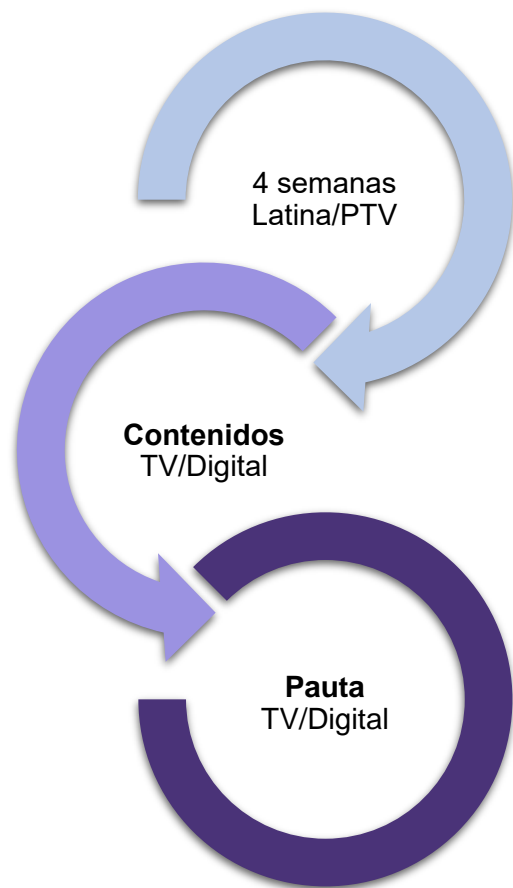 4 semanas
Latina/PTV
Contenidos
TV/Digital
Pauta
TV/Digital